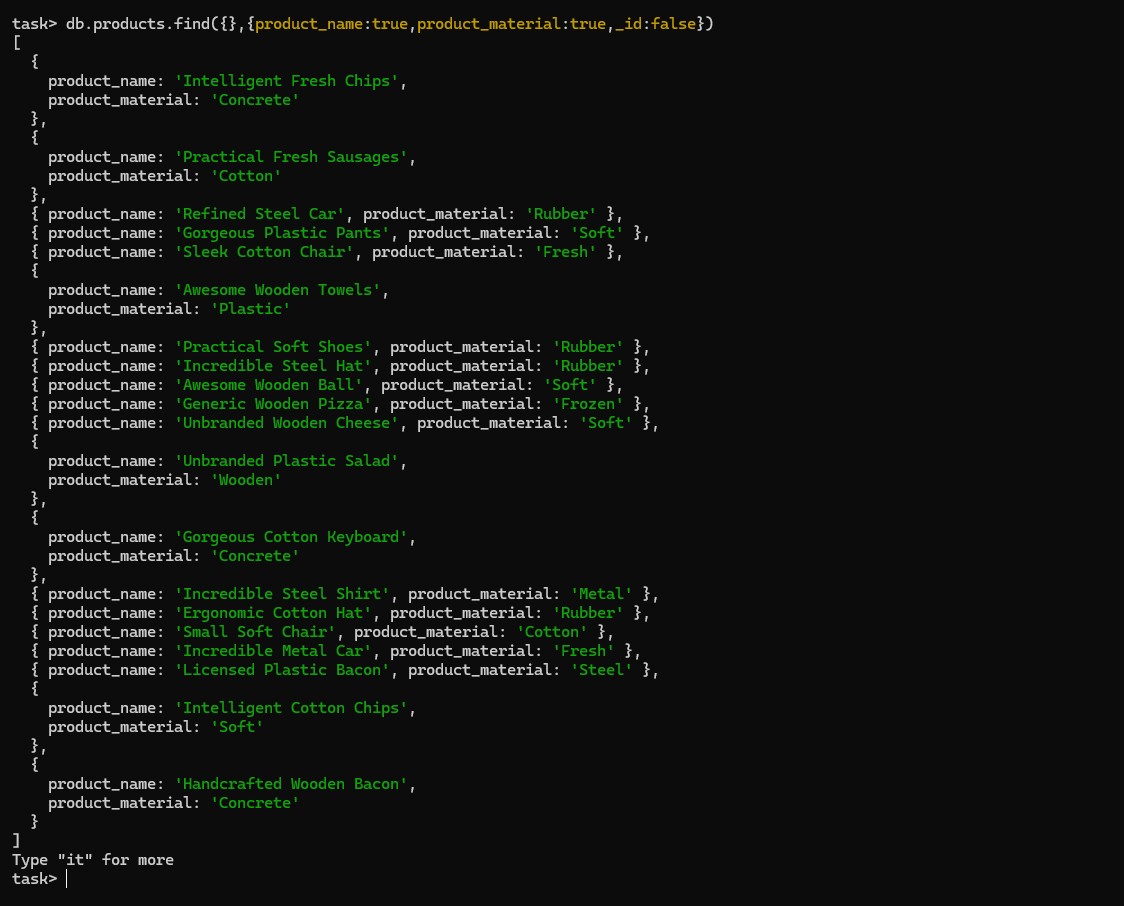 task> db.products.find({},{product_name:true,product_material:true,_id:false})
[
  {
    product_name: 'Intelligent Fresh Chips',
    product_material: 'Concrete'
  },
  {
    product_name: 'Practical Fresh Sausages',
    product_material: 'Cotton'
  },
  { product_name: 'Refined Steel Car', product_material: 'Rubber' },
  { product_name: 'Gorgeous Plastic Pants', product_material: 'Soft' },
  { product_name: 'Sleek Cotton Chair', product_material: 'Fresh' },
  {
    product_name: 'Awesome Wooden Towels',
    product_material: 'Plastic'
  },
  { product_name: 'Practical Soft Shoes', product_material: 'Rubber' },
  { product_name: 'Incredible Steel Hat', product_material: 'Rubber' },
  { product_name: 'Awesome Wooden Ball', product_material: 'Soft' },
  { product_name: 'Generic Wooden Pizza', product_material: 'Frozen' },
  { product_name: 'Unbranded Wooden Cheese', product_material: 'Soft' },
  {
    product_name: 'Unbranded Plastic Salad',
    product_material: 'Wooden'
  },
  {
    product_name: 'Gorgeous Cotton Keyboard',
    product_material: 'Concrete'
  },
  { product_name: 'Incredible Steel Shirt', product_material: 'Metal' },
  { product_name: 'Ergonomic Cotton Hat', product_material: 'Rubber' },
  { product_name: 'Small Soft Chair', product_material: 'Cotton' },
  { product_name: 'Incredible Metal Car', product_material: 'Fresh' },
  { product_name: 'Licensed Plastic Bacon', product_material: 'Steel' },
  {
    product_name: 'Intelligent Cotton Chips',
    product_material: 'Soft'
  },
  {
    product_name: 'Handcrafted Wooden Bacon',
    product_material: 'Concrete'
  }
]
Type "it" for more
task>